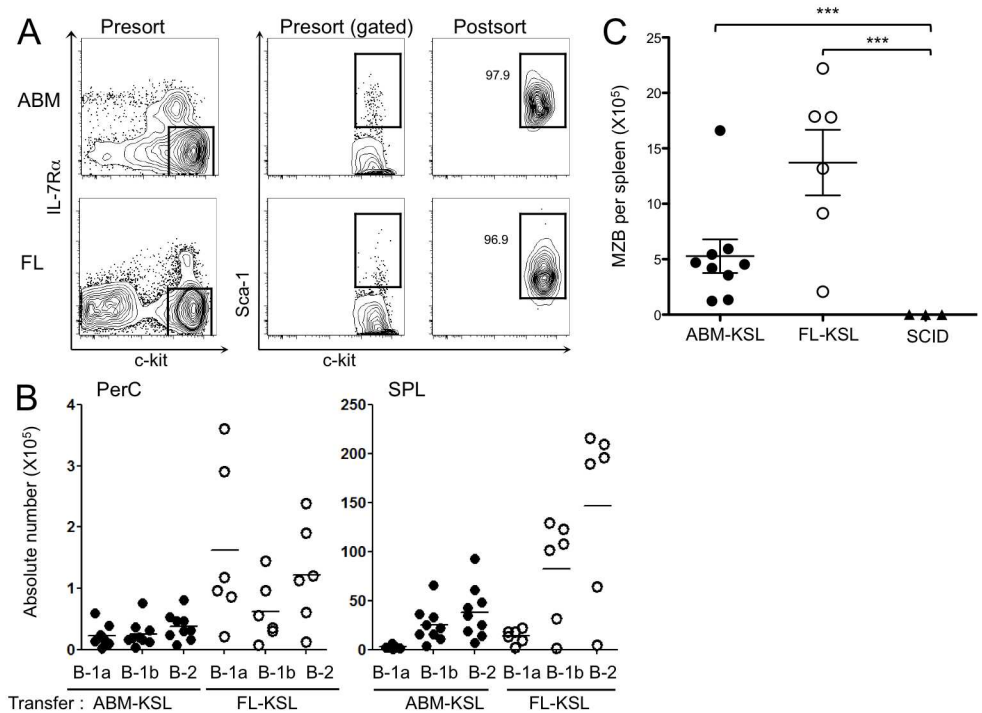 A
Presort
Presort (gated)
Postsort
ABM
FL
IL-7Rα
Sca-1
97.9
96.9
c-kit
c-kit
B
PerC
SPL
Absolute number (X10⁵)
4
3
2
1
0
250
200
150
100
50
0
B-1a B-1b B-2 B-1a B-1b B-2
B-1a B-1b B-2 B-1a B-1b B-2
Transfer : ABM-KSL FL-KSL
ABM-KSL FL-KSL
C
***
***
MZB per spleen (X10⁵)
25
20
15
10
5
0
ABM-KSL FL-KSL SCID